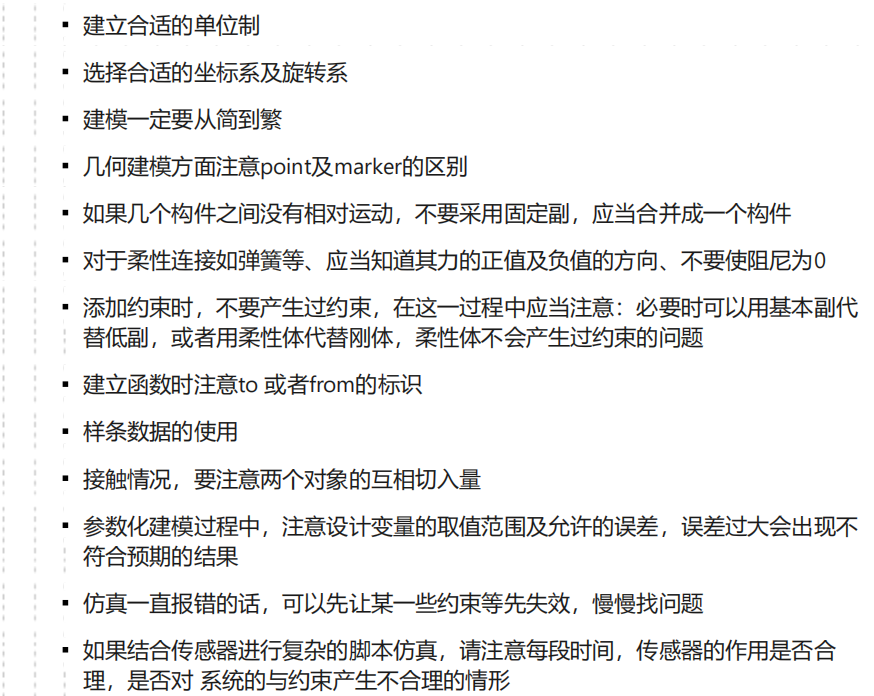 ▪ 建立合适的单位制
▪ 选择合适的坐标系及旋转系
▪ 建模一定要从简到繁
▪ 几何建模方面注意point及marker的区别
▪ 如果几个构件之间没有相对运动，不要采用固定副，应当合并成一个构件
▪ 对于柔性连接如弹簧等、应当知道其力的正值及负值的方向、不要使阻尼为0
▪ 添加约束时，不要产生过约束，在这一过程中应当注意：必要时可以用基本副代
替低副，或者用柔性体代替刚体，柔性体不会产生过约束的问题
▪ 建立函数时注意to 或者from的标识
▪ 样条数据的使用
▪ 接触情况，要注意两个对象的互相切入量
▪ 参数化建模过程中，注意设计变量的取值范围及允许的误差，误差过大会出现不
符合预期的结果
▪ 仿真一直报错的话，可以先让某一些约束等先失效，慢慢找问题
▪ 如果结合传感器进行复杂的脚本仿真，请注意每段时间，传感器的作用是否合
理，是否对 系统的与约束产生不合理的情形